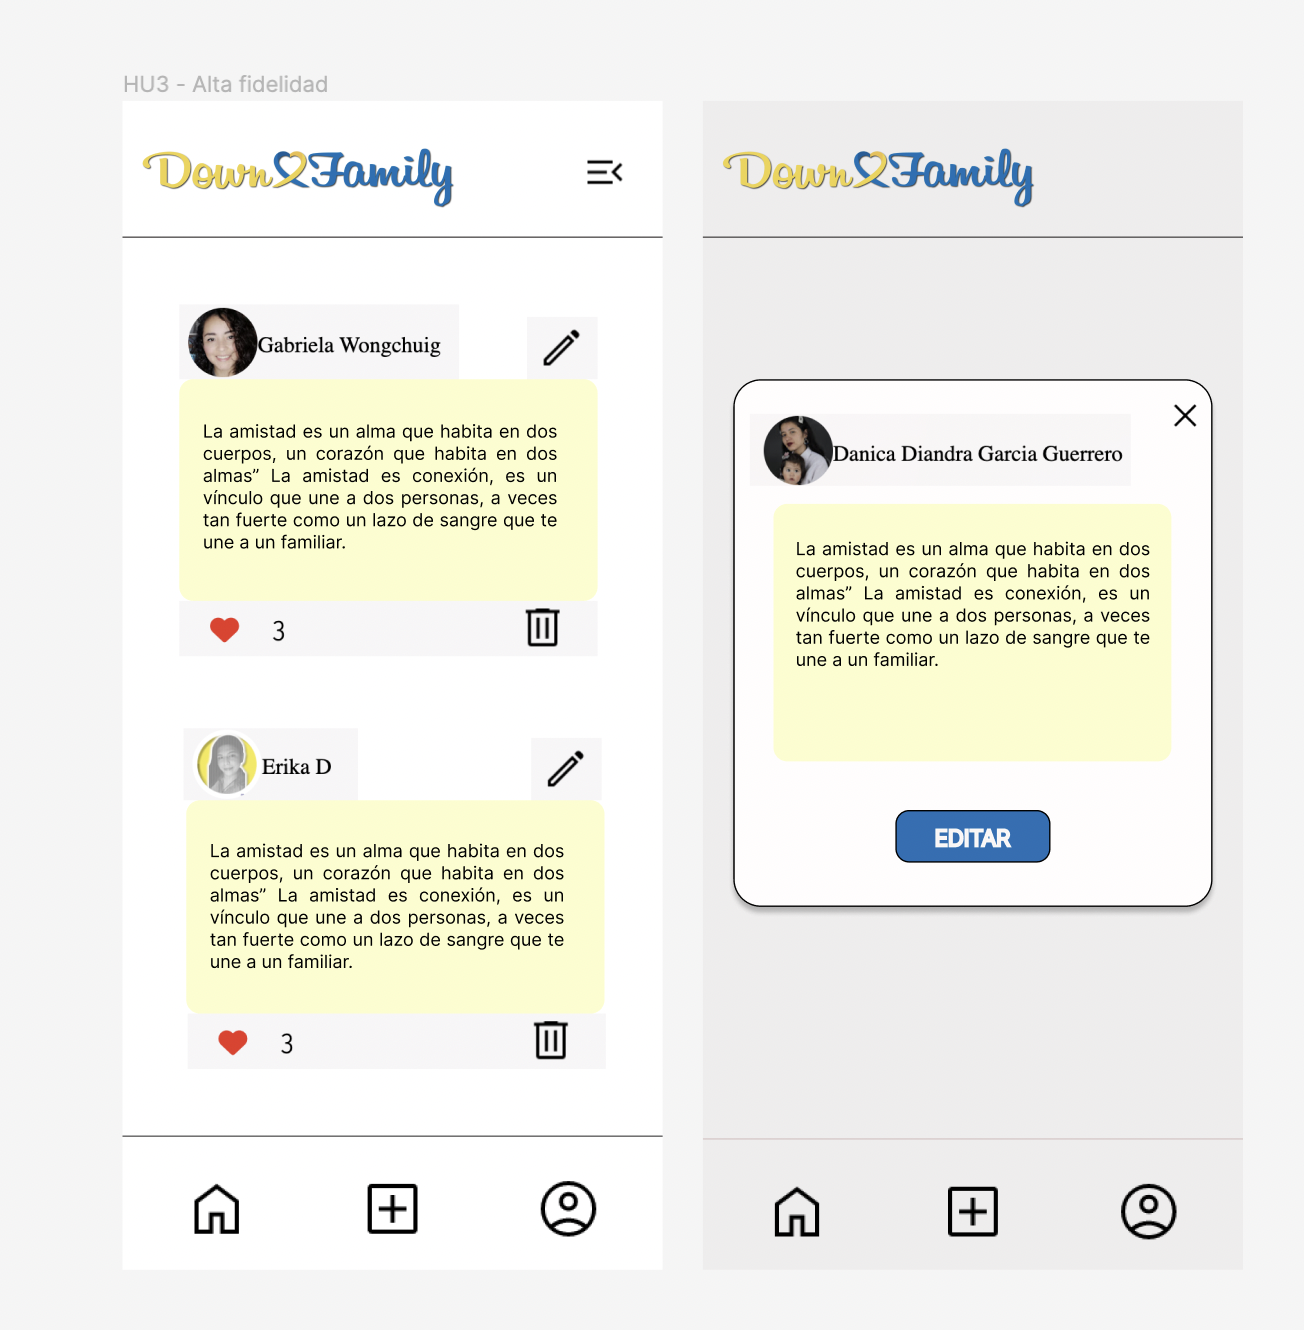 HU3 - Alta fidelidad
Down Family
Gabriela Wongchuig
La amistad es un alma que habita en dos
cuerpos, un corazón que habita en dos
almas” La amistad es conexión, es un
vínculo que une a dos personas, a veces
tan fuerte como un lazo de sangre que te
une a un familiar.
3
Erika D
La amistad es un alma que habita en dos
cuerpos, un corazón que habita en dos
almas” La amistad es conexión, es un
vínculo que une a dos personas, a veces
tan fuerte como un lazo de sangre que te
une a un familiar.
3
Down Family
Danica Diandra Garcia Guerrero
La amistad es un alma que habita en dos
cuerpos, un corazón que habita en dos
almas” La amistad es conexión, es un
vínculo que une a dos personas, a veces
tan fuerte como un lazo de sangre que te
une a un familiar.
EDITAR